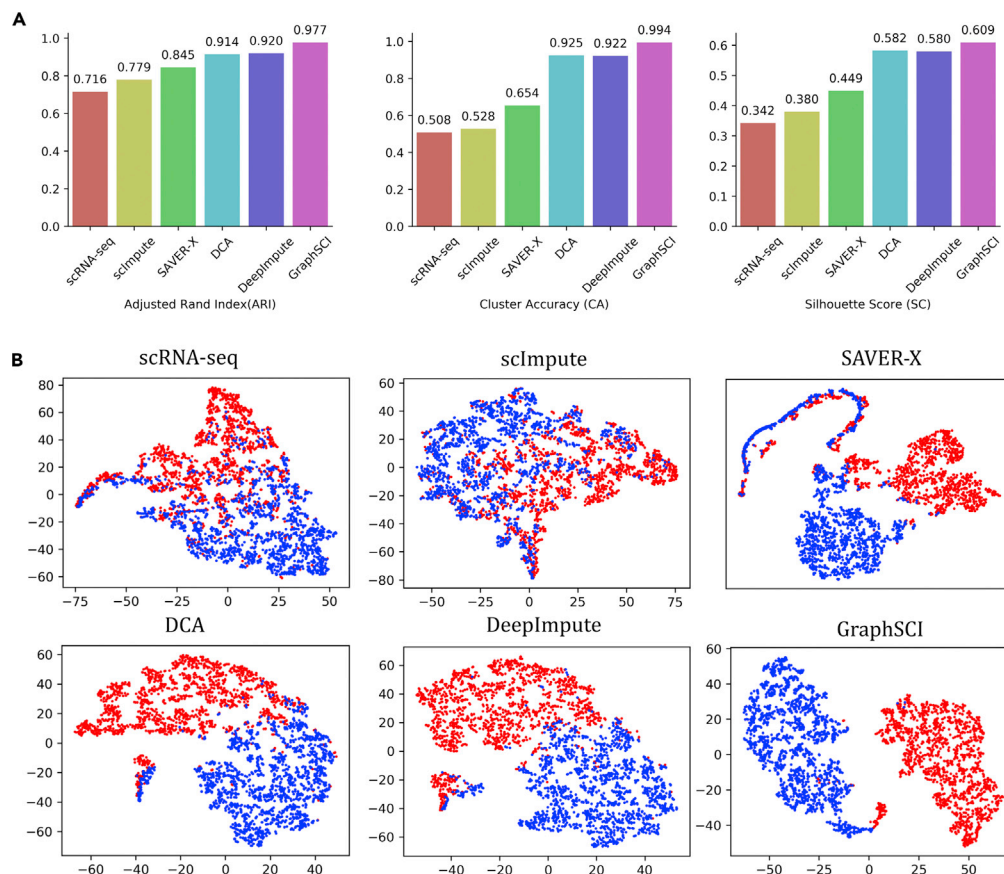 A
0.716 0.779 0.845 0.914 0.920 0.977
1.0
0.8
0.6
0.4
0.2
0.0
scRNA-seq scImpute SAVER-X DCA DeepImpute GraphSCI
Adjusted Rand Index(ARI)
0.508 0.528 0.654 0.925 0.922 0.994
1.0
0.8
0.6
0.4
0.2
0.0
scRNA-seq scImpute SAVER-X DCA DeepImpute GraphSCI
Cluster Accuracy (CA)
0.342 0.380 0.449 0.582 0.580 0.609
0.6
0.5
0.4
0.3
0.2
0.1
0.0
scRNA-seq scImpute SAVER-X DCA DeepImpute GraphSCI
Silhouette Score (SC)
B
scRNA-seq
80
60
40
20
0
−20
−40
−60
−75 −50 −25 0 25 50
scImpute
60
40
20
0
−20
−40
−60
−80
−50 −25 0 25 50 75
SAVER-X
DCA
60
40
20
0
−20
−40
−60
−60 −40 −20 0 20 40
DeepImpute
60
40
20
0
−20
−40
−60
−40 −20 0 20 40
GraphSCI
60
40
20
0
−20
−40
−50 −25 0 25 50